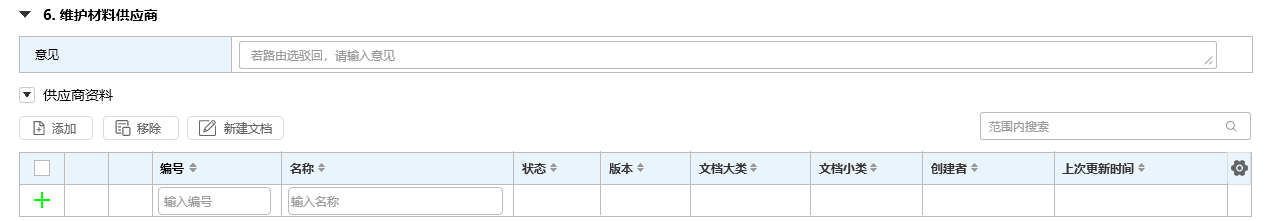 6. 维护材料供应商
意见 若路由选驳回，请输入意见
供应商资料
添加 移除 新建文档 范围内搜索
编号 名称 状态 版本 文档大类 文档小类 创建者 上次更新时间
输入编号 输入名称